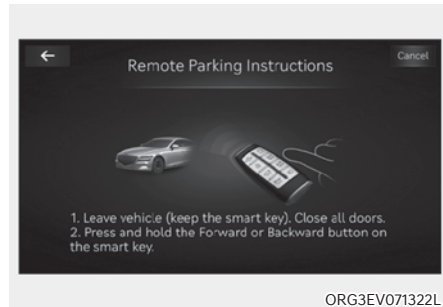 Cancel
Remote Parking Instructions
1. Leave vehicle (keep the smart key). Close all doors.
2. Press and hold the Forward or Backward button on
the smart key.
ORG3EV071322L